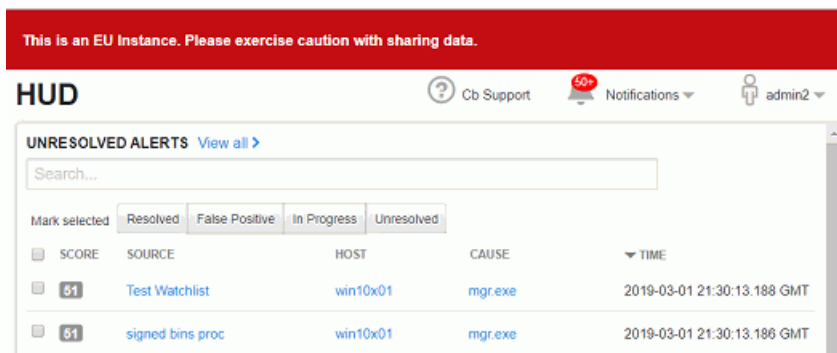 This is an EU Instance. Please exercise caution with sharing data.
HUD
? Cb Support 50+ Notifications admin2
UNRESOLVED ALERTS View all >
Search...
Mark selected Resolved False Positive In Progress Unresolved
SCORE SOURCE HOST CAUSE TIME
51 Test Watchlist win10x01 mgr.exe 2019-03-01 21:30:13.188 GMT
51 signed bins proc win10x01 mgr.exe 2019-03-01 21:30:13.186 GMT